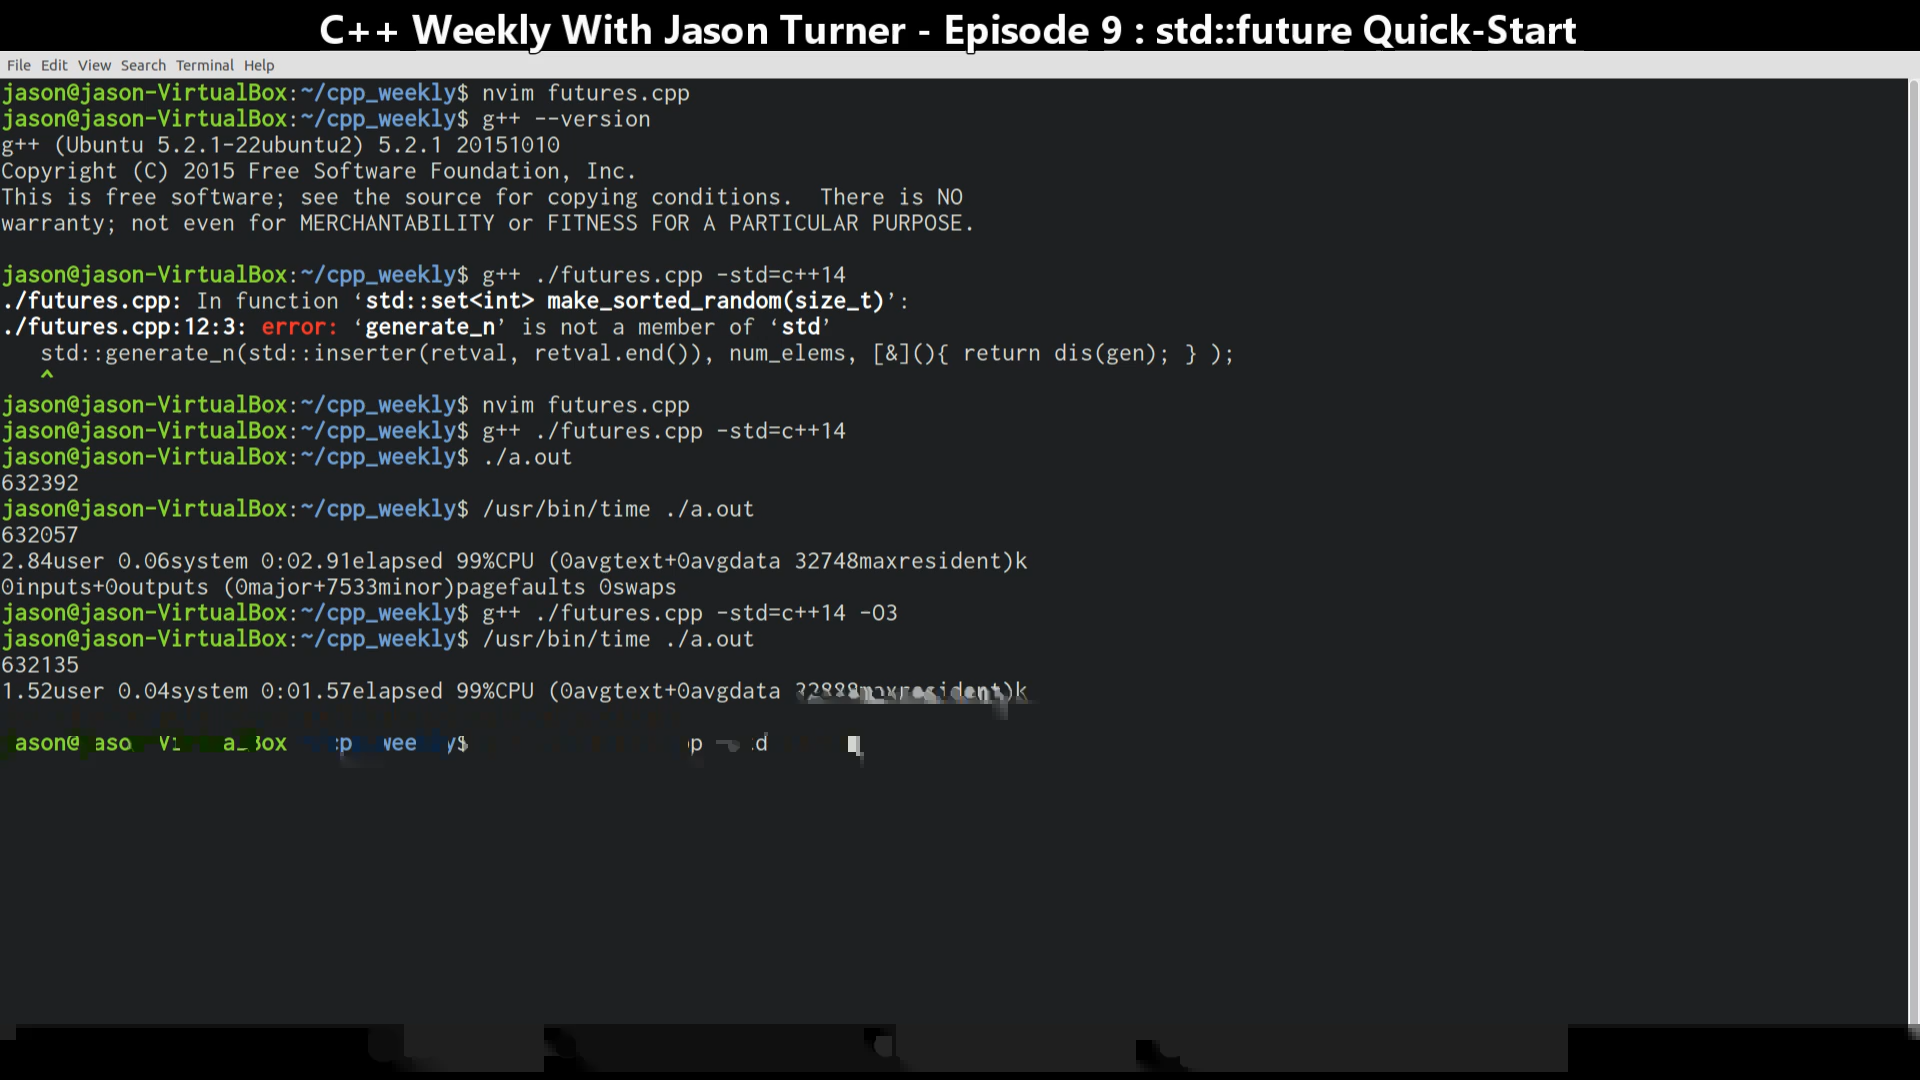 C++ Weekly With Jason Turner - Episode 9 : std::future Quick-Start
File Edit View Search Terminal Help
jason@jason-VirtualBox:~/cpp_weekly$ nvim futures.cpp
jason@jason-VirtualBox:~/cpp_weekly$ g++ --version
g++ (Ubuntu 5.2.1-22ubuntu2) 5.2.1 20151010
Copyright (C) 2015 Free Software Foundation, Inc.
This is free software; see the source for copying conditions.  There is NO
warranty; not even for MERCHANTABILITY or FITNESS FOR A PARTICULAR PURPOSE.
jason@jason-VirtualBox:~/cpp_weekly$ g++ ./futures.cpp -std=c++14
./futures.cpp: In function ‘std::set<int> make_sorted_random(size_t)’:
./futures.cpp:12:3: error: ‘generate_n’ is not a member of ‘std’
std::generate_n(std::inserter(retval, retval.end()), num_elems, [&](){ return dis(gen); } );
^
jason@jason-VirtualBox:~/cpp_weekly$ nvim futures.cpp
jason@jason-VirtualBox:~/cpp_weekly$ g++ ./futures.cpp -std=c++14
jason@jason-VirtualBox:~/cpp_weekly$ ./a.out
632392
jason@jason-VirtualBox:~/cpp_weekly$ /usr/bin/time ./a.out
632057
2.84user 0.06system 0:02.91elapsed 99%CPU (0avgtext+0avgdata 32748maxresident)k
0inputs+0outputs (0major+7533minor)pagefaults 0swaps
jason@jason-VirtualBox:~/cpp_weekly$ g++ ./futures.cpp -std=c++14 -O3
jason@jason-VirtualBox:~/cpp_weekly$ /usr/bin/time ./a.out
632135
1.52user 0.04system 0:01.57elapsed 99%CPU (0avgtext+0avgdata